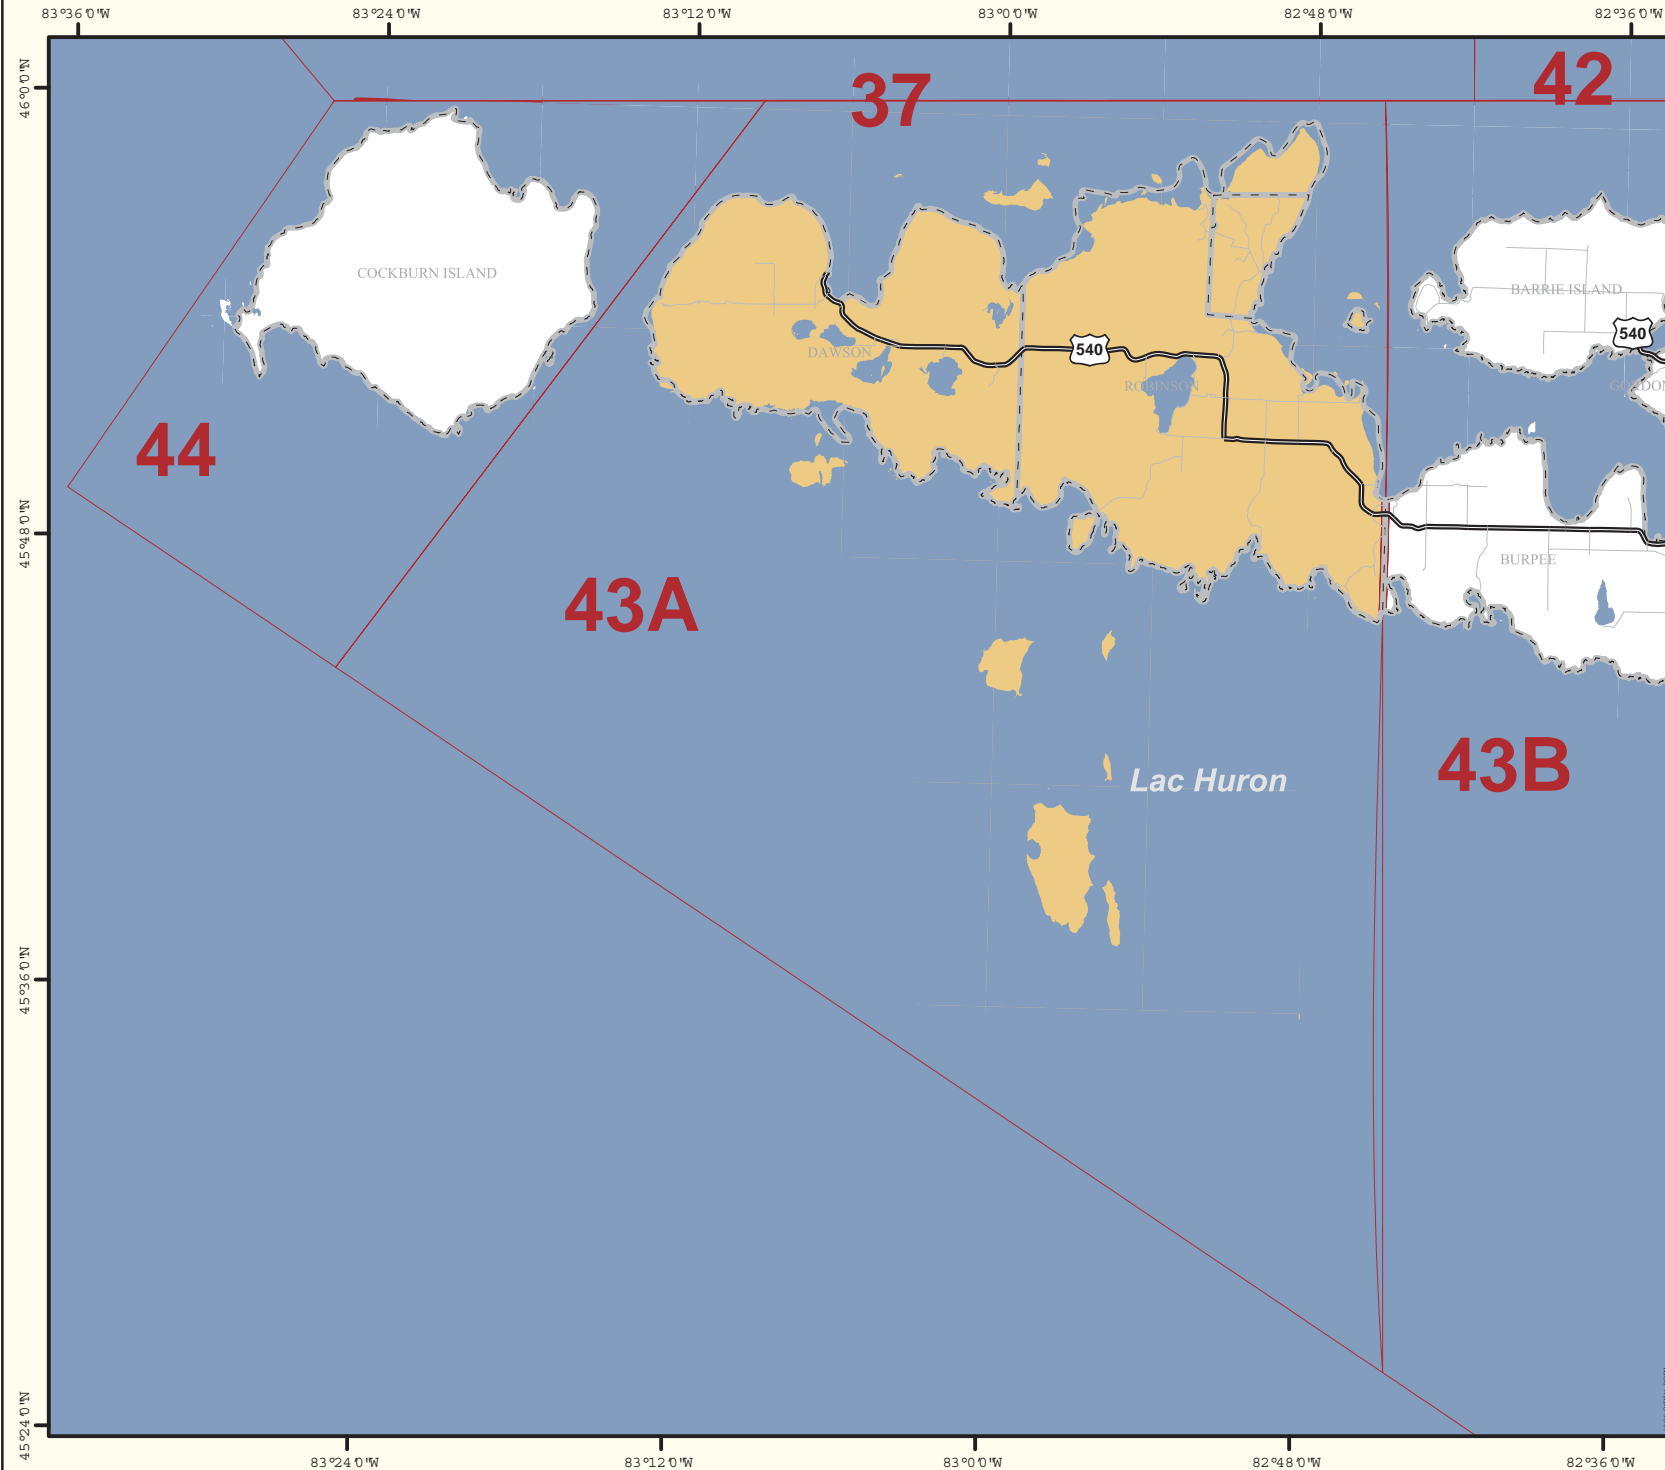 83°36'0"W 83°24'0"W 83°12'0"W 83°0'0"W 82°48'0"W 82°36'0"W
46°0'0"N
37
42
COCKBURN ISLAND
BARRIE ISLAND
540
540
DAWSON
ROBINSON
GORDON
44
45°48'0"N
BURPEE
43A
43B
Lac Huron
45°36'0"N
45°24'0"N
83°24'0"W 83°12'0"W 83°0'0"W 82°48'0"W 82°36'0"W